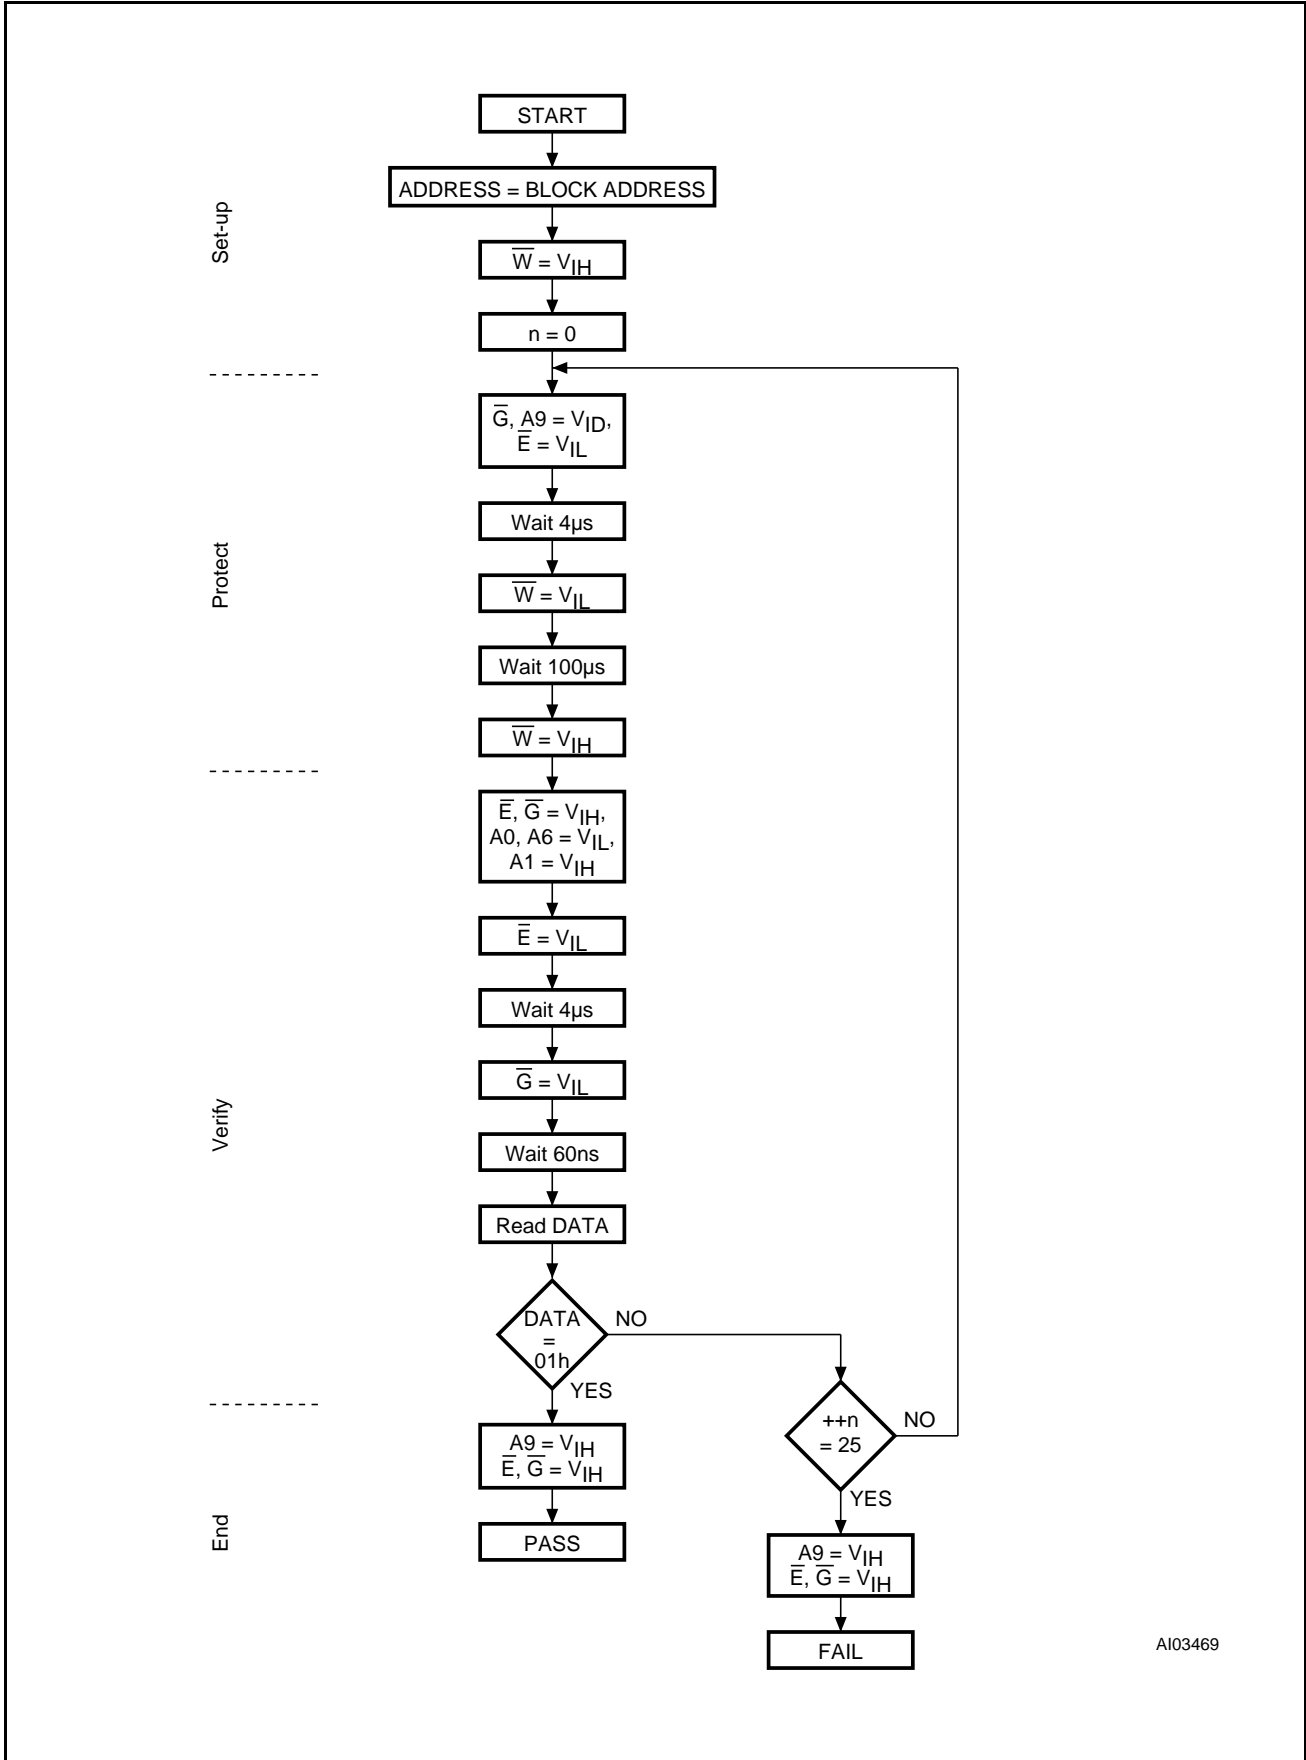 START
ADDRESS = BLOCK ADDRESS
Set-up
W̅ = VIH
n = 0
G̅, A9 = VID,
E̅ = VIL
Wait 4µs
Protect
W̅ = VIL
Wait 100µs
W̅ = VIH
E̅, G̅ = VIH,
A0, A6 = VIL,
A1 = VIH
E̅ = VIL
Wait 4µs
G̅ = VIL
Verify
Wait 60ns
Read DATA
DATA
=
01h
NO
YES
++n
= 25
NO
YES
A9 = VIH
E̅, G̅ = VIH
End
PASS
A9 = VIH
E̅, G̅ = VIH
FAIL
AI03469